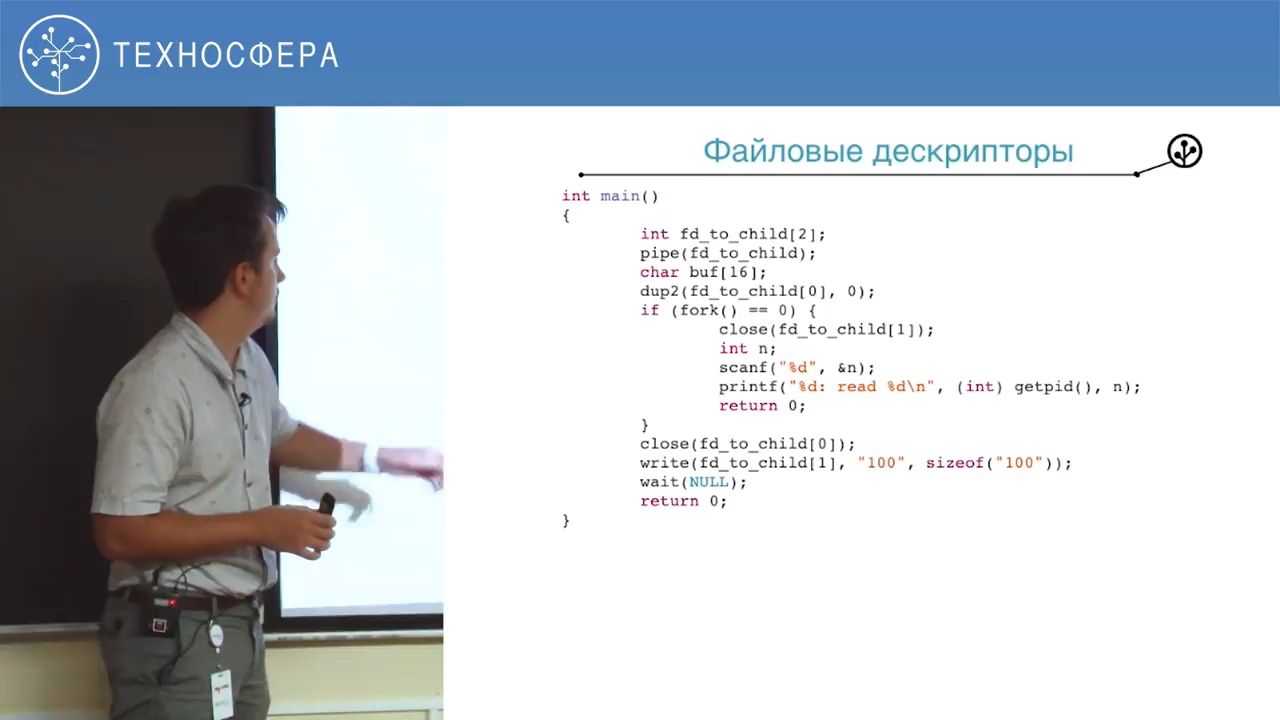 ТЕХНОСФЕРА
Файловые дескрипторы
int main()
{
        int fd_to_child[2];
        pipe(fd_to_child);
        char buf[16];
        dup2(fd_to_child[0], 0);
        if (fork() == 0) {
                close(fd_to_child[1]);
                int n;
                scanf("%d", &n);
                printf("%d: read %d\n", (int) getpid(), n);
                return 0;
        }
        close(fd_to_child[0]);
        write(fd_to_child[1], "100", sizeof("100"));
        wait(NULL);
        return 0;
}